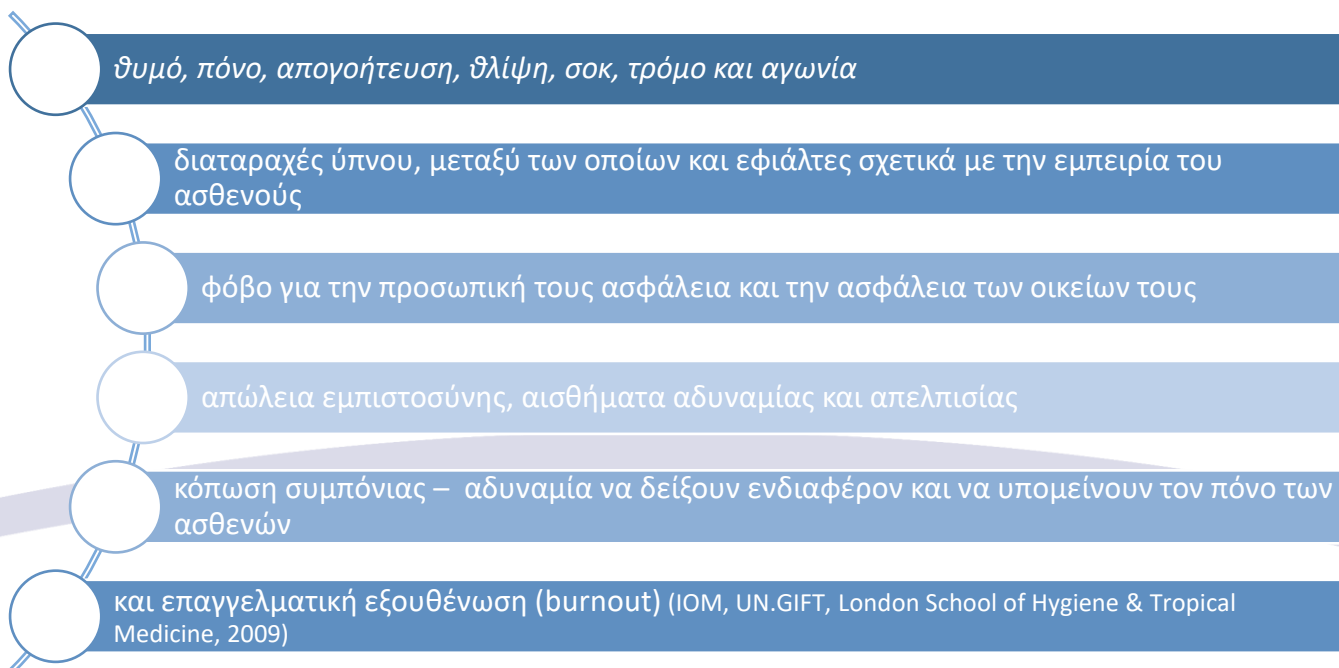 θυμό, πόνο, απογοήτευση, θλίψη, σοκ, τρόμο και αγωνία
διαταραχές ύπνου, μεταξύ των οποίων και εφιάλτες σχετικά με την εμπειρία του
ασθενούς
φόβο για την προσωπική τους ασφάλεια και την ασφάλεια των οικείων τους
απώλεια εμπιστοσύνης, αισθήματα αδυναμίας και απελπισίας
κόπωση συμπόνιας – αδυναμία να δείξουν ενδιαφέρον και να υπομείνουν τον πόνο των
ασθενών
και επαγγελματική εξουθένωση (burnout) (IOM, UN.GIFT, London School of Hygiene & Tropical
Medicine, 2009)